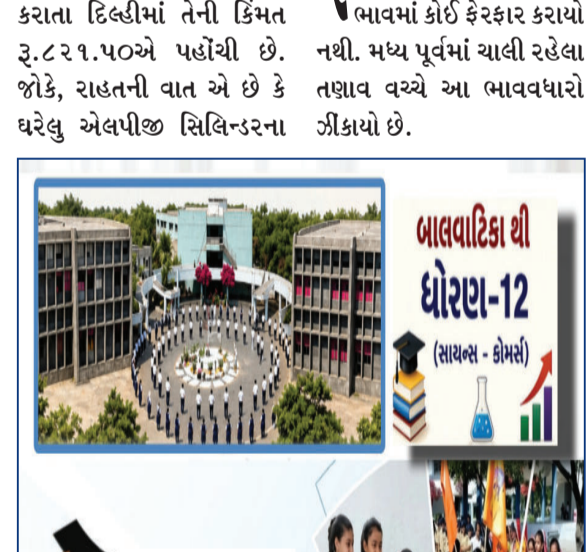 કરાતા દિલ્હીમાં તેની કિંમત
રૂ.૮૨૧.૫૦એ પહોંચી છે.
જોકે, રાહતની વાત એ છે કે
ઘરેલુ એલપીજી સિલિન્ડરના
ભાવમાં કોઈ ફેરફાર કરાયો
નથી. મધ્ય પૂર્વમાં ચાલી રહેલા
તણાવ વચ્ચે આ ભાવવધારો
ઝીંકાયો છે.
બાલવાટિકા થી
ધોરણ-12
(સાયન્સ - કોમર્સ)